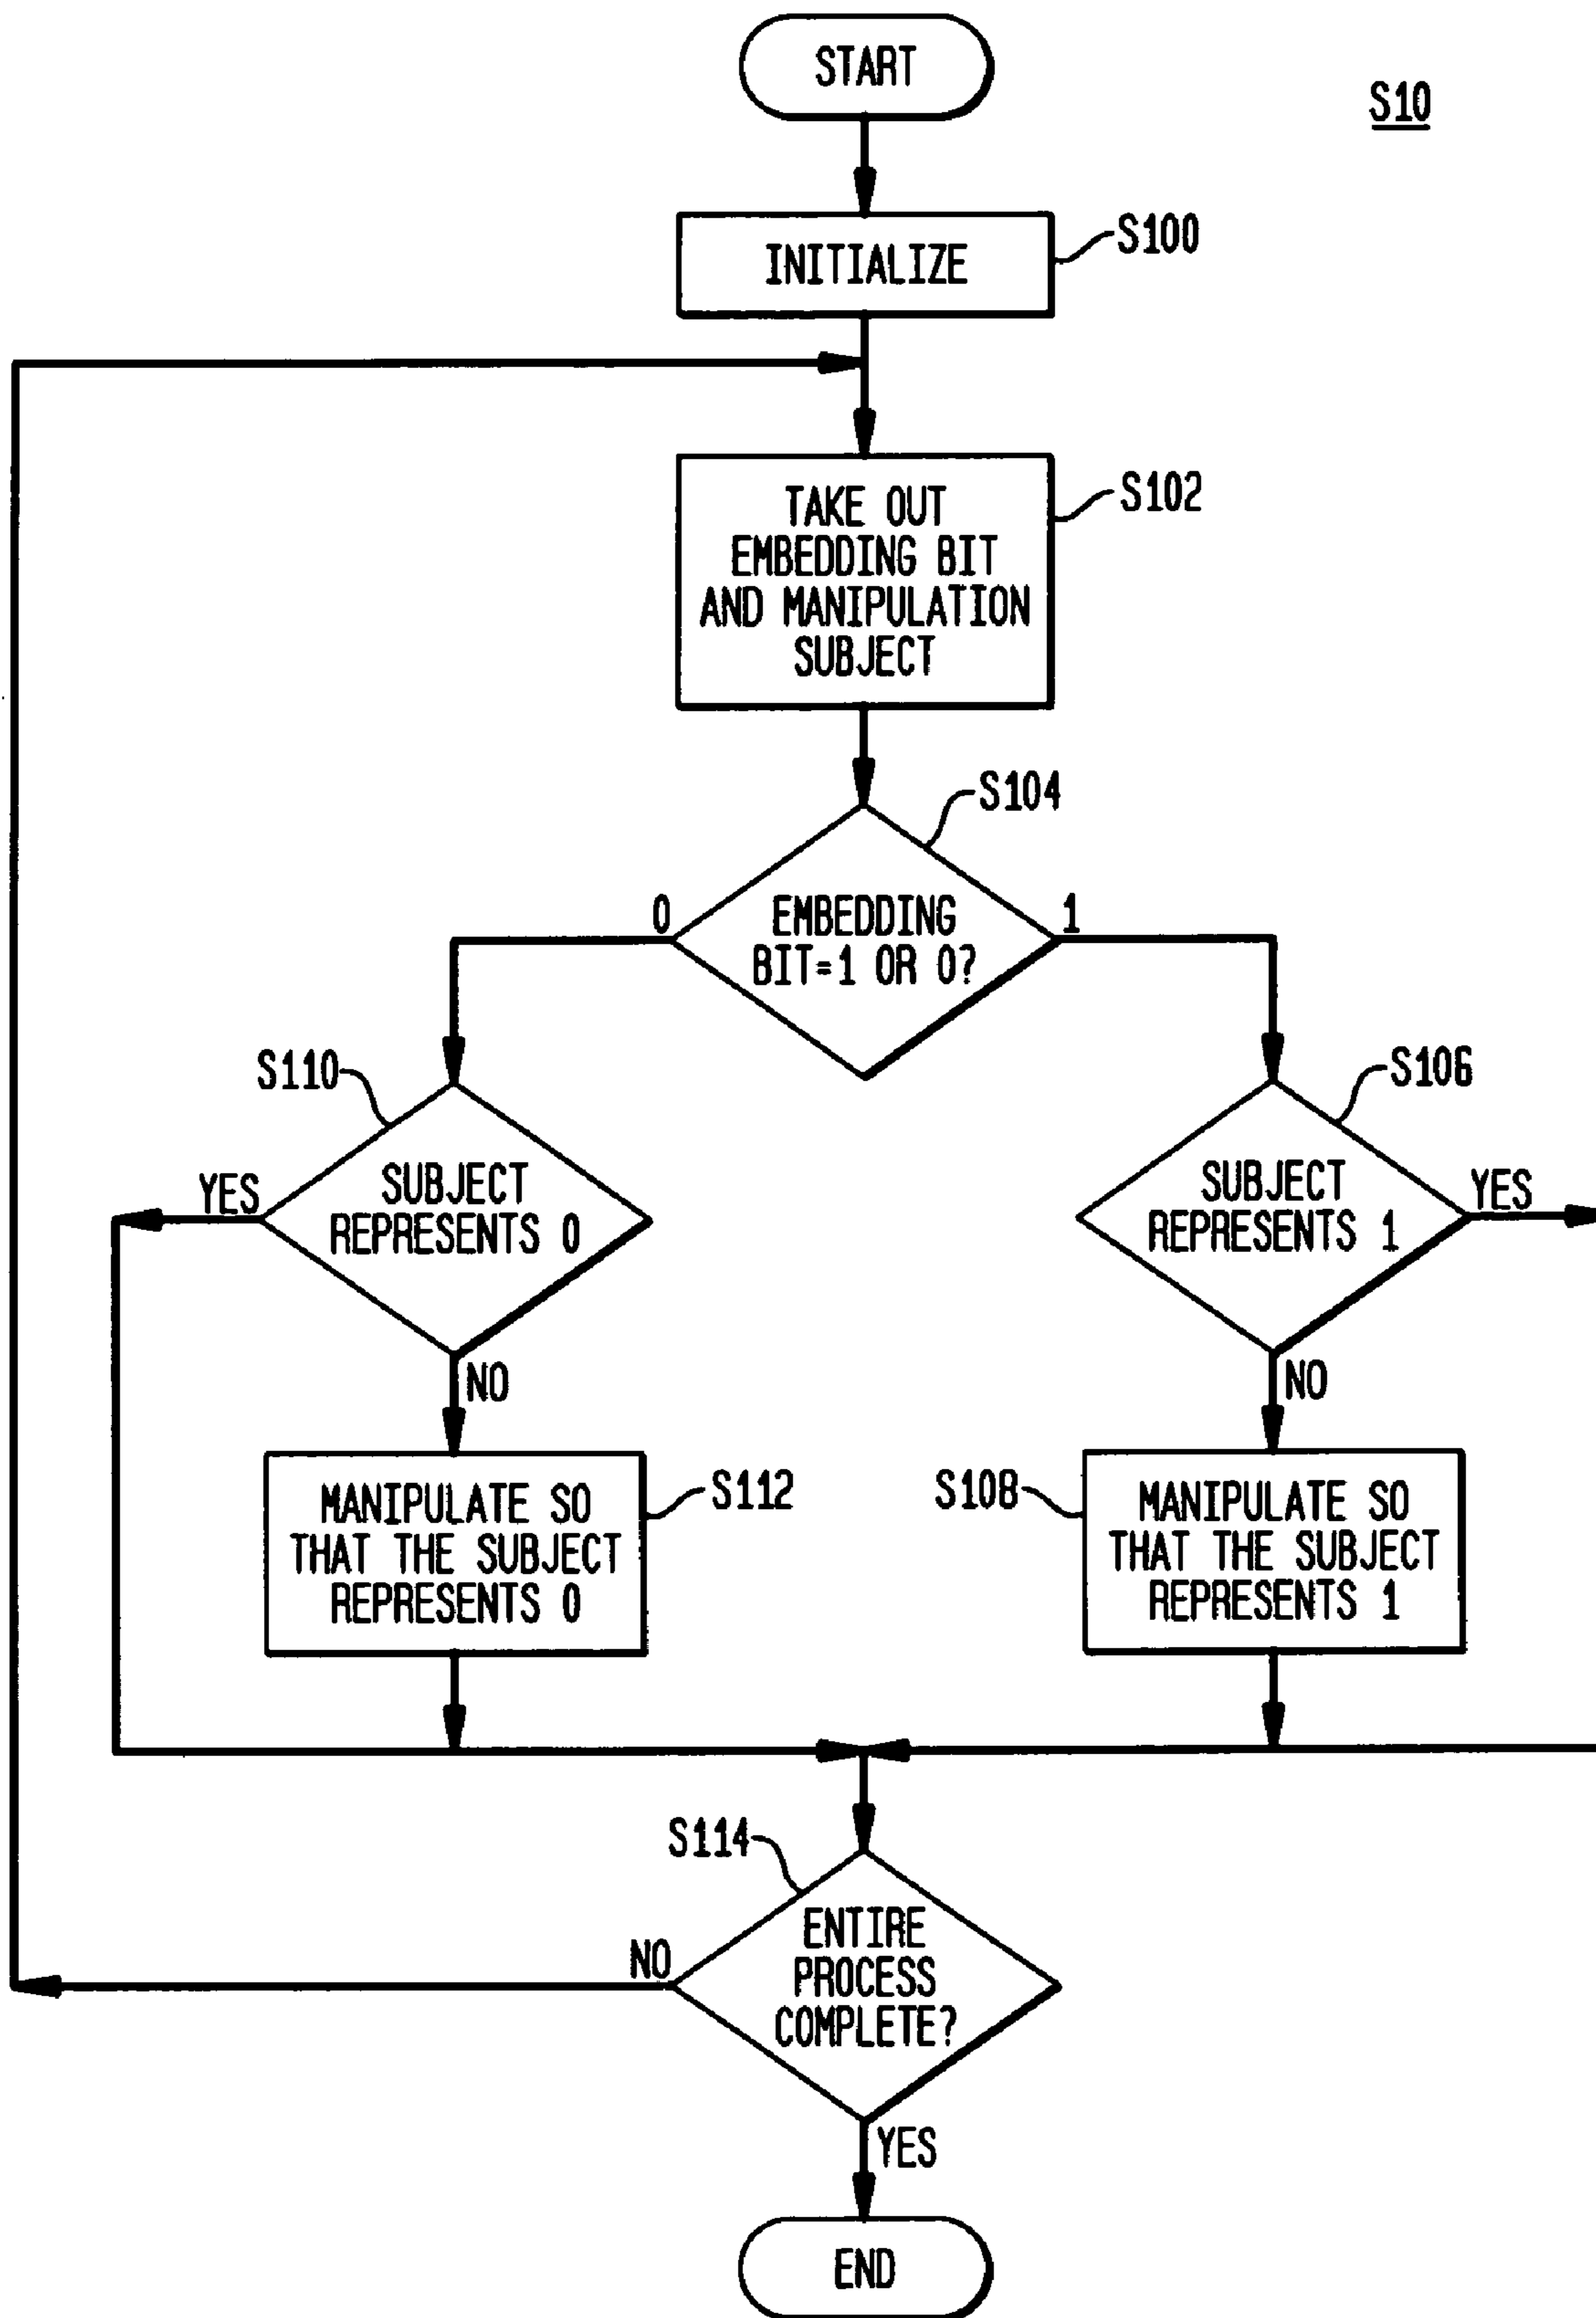 START
S10
INITIALIZE
S100
TAKE OUT
EMBEDDING BIT
AND MANIPULATION
SUBJECT
S102
S104
0
EMBEDDING
BIT=1 OR 0?
1
S110
YES
SUBJECT
REPRESENTS 0
NO
S106
SUBJECT
REPRESENTS 1
YES
NO
MANIPULATE SO
THAT THE SUBJECT
REPRESENTS 0
S112
S108
MANIPULATE SO
THAT THE SUBJECT
REPRESENTS 1
S114
NO
ENTIRE
PROCESS
COMPLETE?
YES
END